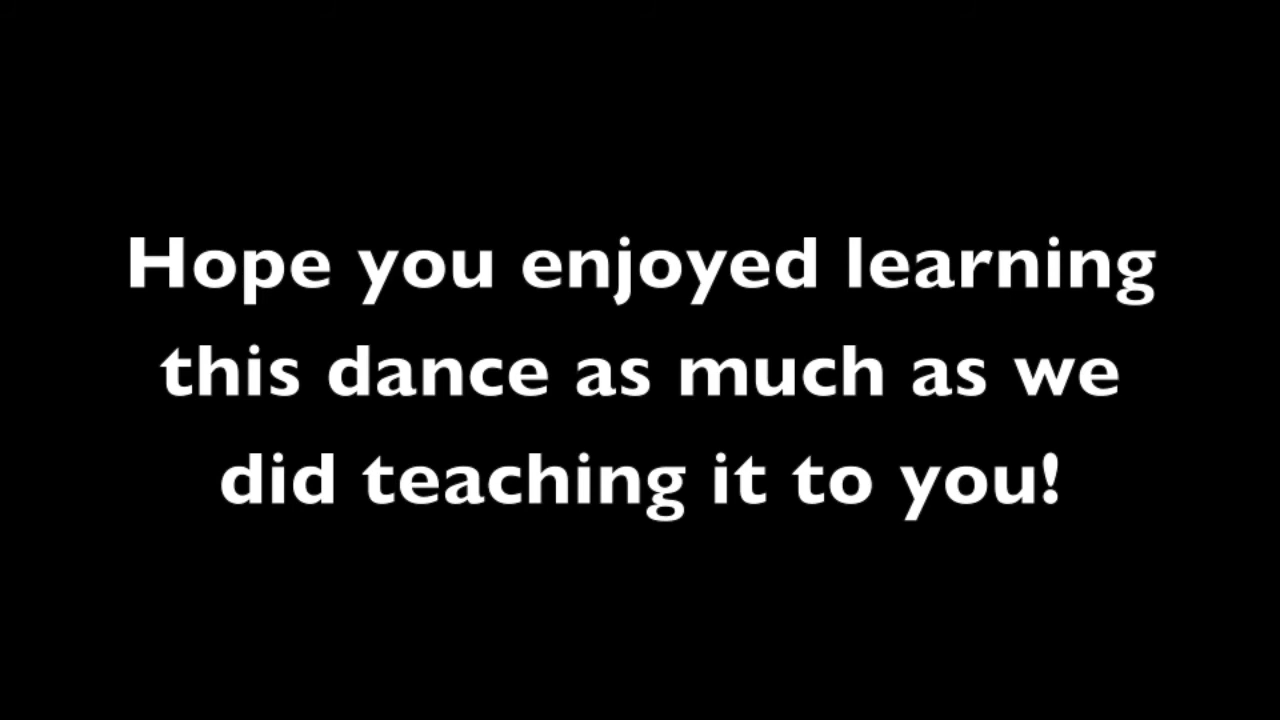 Hope you enjoyed learning
this dance as much as we
did teaching it to you!